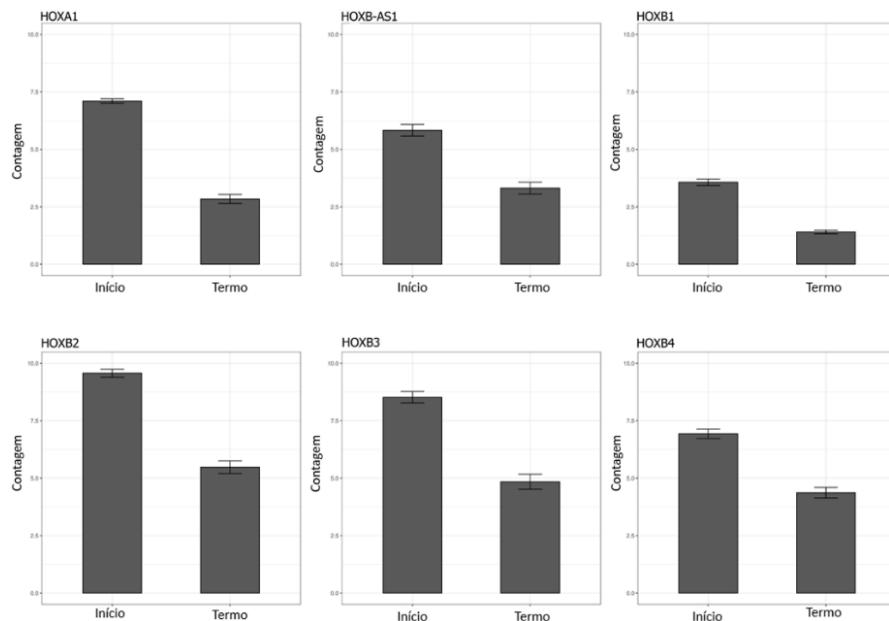 HOXA1
HOXB-AS1
HOXB1
10.0
7.5
5.0
2.5
0.0
Contagem
Início
Termo
10.0
7.5
5.0
2.5
0.0
Contagem
Início
Termo
10.0
7.5
5.0
2.5
0.0
Contagem
Início
Termo
HOXB2
HOXB3
HOXB4
10.0
7.5
5.0
2.5
0.0
Contagem
Início
Termo
10.0
7.5
5.0
2.5
0.0
Contagem
Início
Termo
10.0
7.5
5.0
2.5
0.0
Contagem
Início
Termo